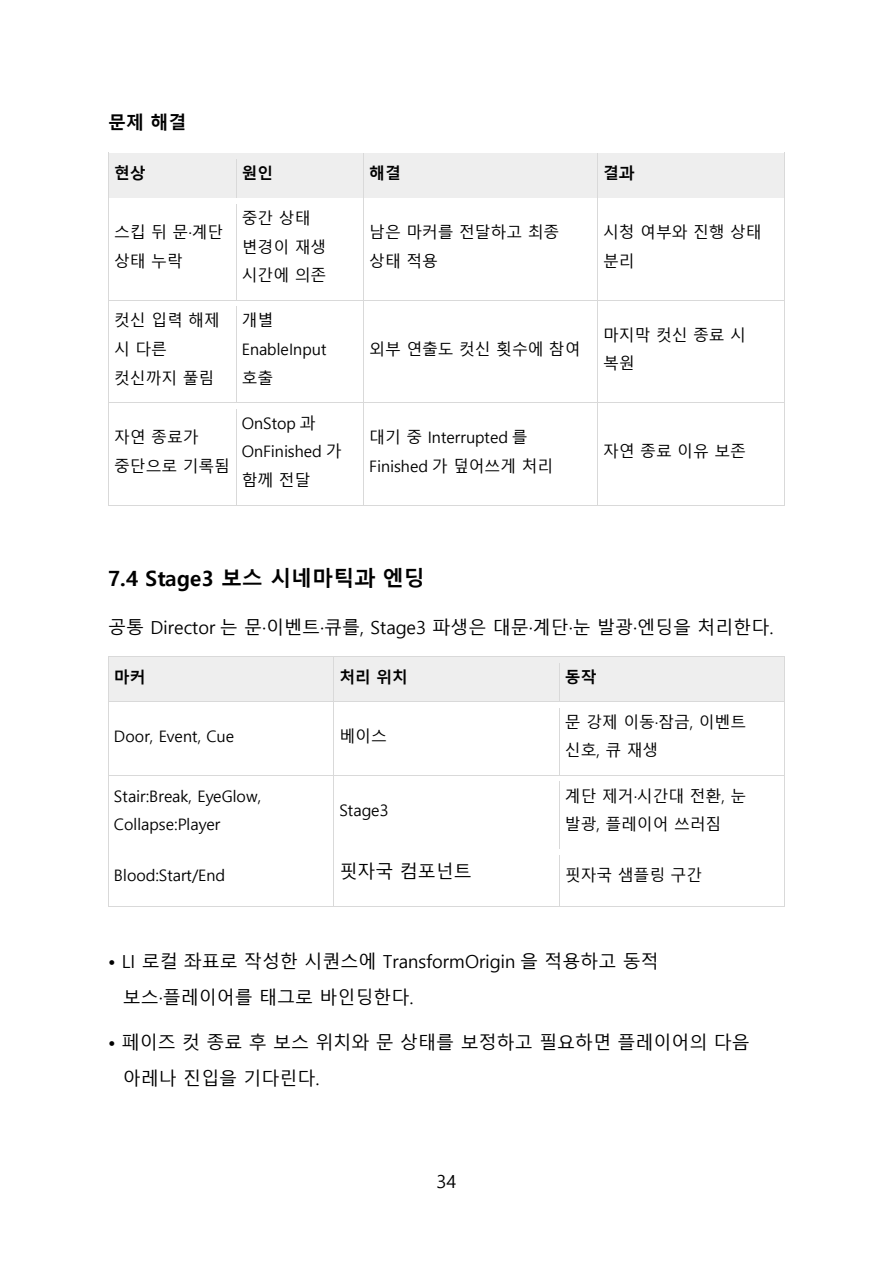 문제 해결
현상
원인
해결
결과
스킵 뒤 문·계단
상태 누락
중간 상태
변경이 재생
시간에 의존
남은 마커를 전달하고 최종
상태 적용
시청 여부와 진행 상태
분리
컷신 입력 해제
시 다른
컷신까지 풀림
개별
EnableInput
호출
외부 연출도 컷신 횟수에 참여
마지막 컷신 종료 시
복원
자연 종료가
중단으로 기록됨
OnStop 과
OnFinished 가
함께 전달
대기 중 Interrupted 를
Finished 가 덮어쓰게 처리
자연 종료 이유 보존
7.4 Stage3 보스 시네마틱과 엔딩
공통 Director 는 문·이벤트·큐를, Stage3 파생은 대문·계단·눈 발광·엔딩을 처리한다.
마커
처리 위치
동작
Door, Event, Cue
베이스
문 강제 이동·잠금, 이벤트
신호, 큐 재생
Stair:Break, EyeGlow,
Collapse:Player
Stage3
계단 제거·시간대 전환, 눈
발광, 플레이어 쓰러짐
Blood:Start/End
핏자국 컴포넌트
핏자국 샘플링 구간
• LI 로컬 좌표로 작성한 시퀀스에 TransformOrigin 을 적용하고 동적
보스·플레이어를 태그로 바인딩한다.
• 페이즈 컷 종료 후 보스 위치와 문 상태를 보정하고 필요하면 플레이어의 다음
아레나 진입을 기다린다.
34